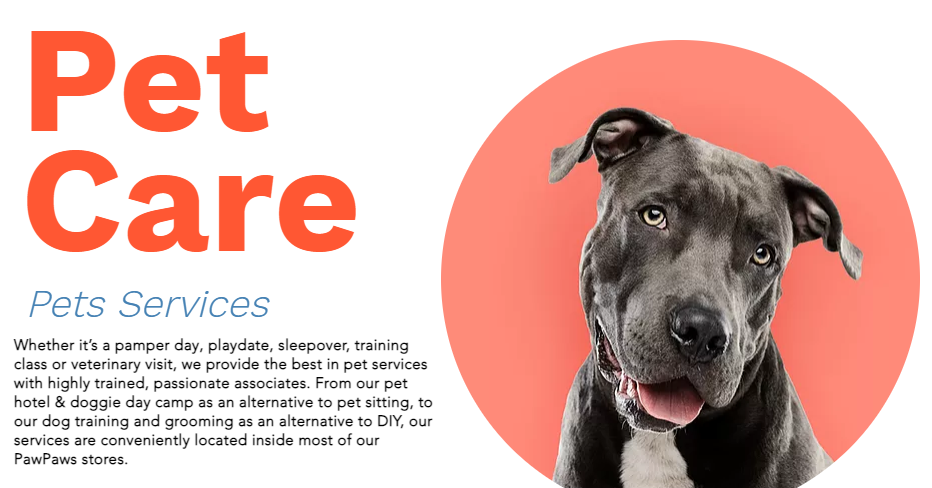 Pet
Care
Pets Services
Whether it’s a pamper day, playdate, sleepover, training
class or veterinary visit, we provide the best in pet services
with highly trained, passionate associates. From our pet
hotel & doggie day camp as an alternative to pet sitting, to
our dog training and grooming as an alternative to DIY, our
services are conveniently located inside most of our
PawPaws stores.